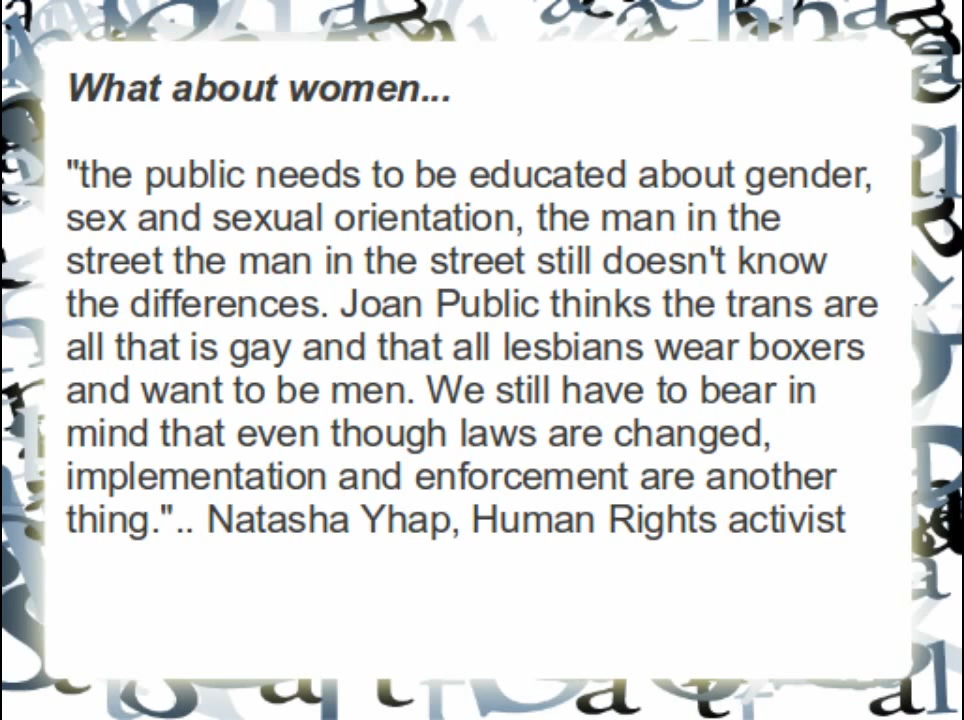 What about women...
"the public needs to be educated about gender,
sex and sexual orientation, the man in the
street the man in the street still doesn't know
the differences. Joan Public thinks the trans are
all that is gay and that all lesbians wear boxers
and want to be men. We still have to bear in
mind that even though laws are changed,
implementation and enforcement are another
thing.".. Natasha Yhap, Human Rights activist